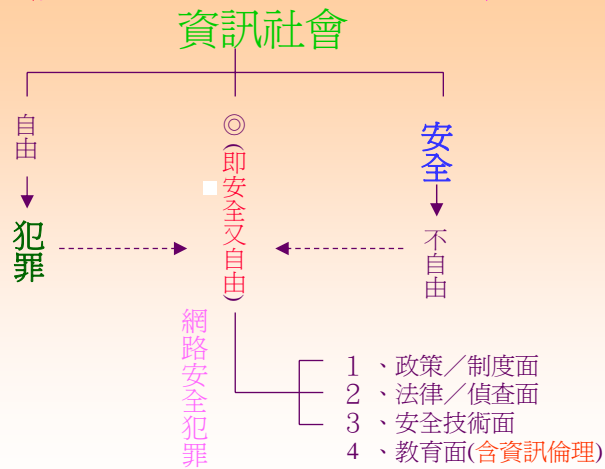 資訊社會
自由
犯罪
◎(即安全又自由)
安全
不自由
網路安全犯罪
1、政策／制度面
2、法律／偵查面
3、安全技術面
4、教育面(含資訊倫理)